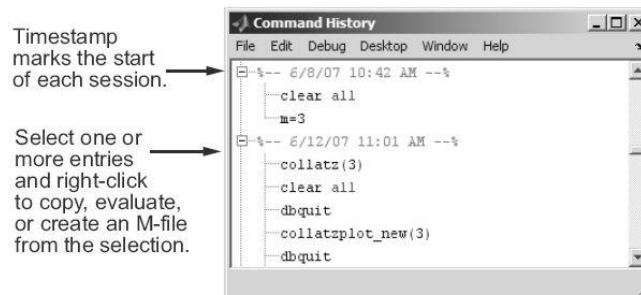 Timestamp
marks the start
of each session.
Select one or
more entries
and right-click
to copy, evaluate,
or create an M-file
from the selection.
Command History
File Edit Debug Desktop Window Help
%-- 6/8/07 10:42 AM --%
clear all
m=3
%-- 6/12/07 11:01 AM --%
collatz(3)
clear all
dbquit
collatzplot_new(3)
dbquit